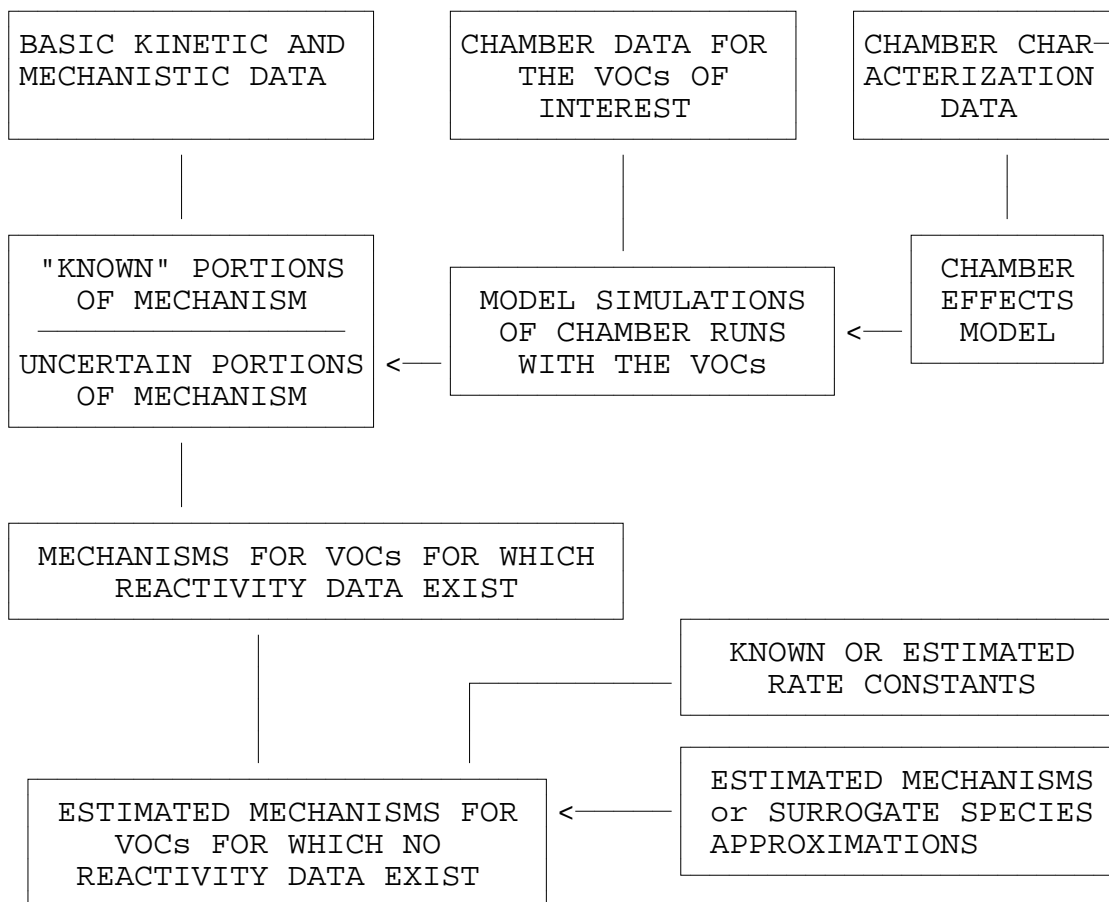 BASIC KINETIC AND
MECHANISTIC DATA
CHAMBER DATA FOR
THE VOCs OF
INTEREST
CHAMBER CHAR-
ACTERIZATION
DATA
"KNOWN" PORTIONS
OF MECHANISM
UNCERTAIN PORTIONS
OF MECHANISM
<
MODEL SIMULATIONS
OF CHAMBER RUNS
WITH THE VOCs
<
CHAMBER
EFFECTS
MODEL
MECHANISMS FOR VOCs FOR WHICH
REACTIVITY DATA EXIST
KNOWN OR ESTIMATED
RATE CONSTANTS
ESTIMATED MECHANISMS FOR
VOCs FOR WHICH NO
REACTIVITY DATA EXIST
<
ESTIMATED MECHANISMS
or SURROGATE SPECIES
APPROXIMATIONS